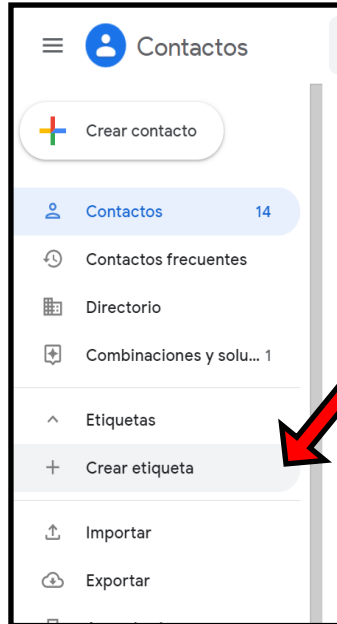 Contactos
Crear contacto
Contactos 14
Contactos frecuentes
Directorio
Combinaciones y solu... 1
Etiquetas
Crear etiqueta
Importar
Exportar